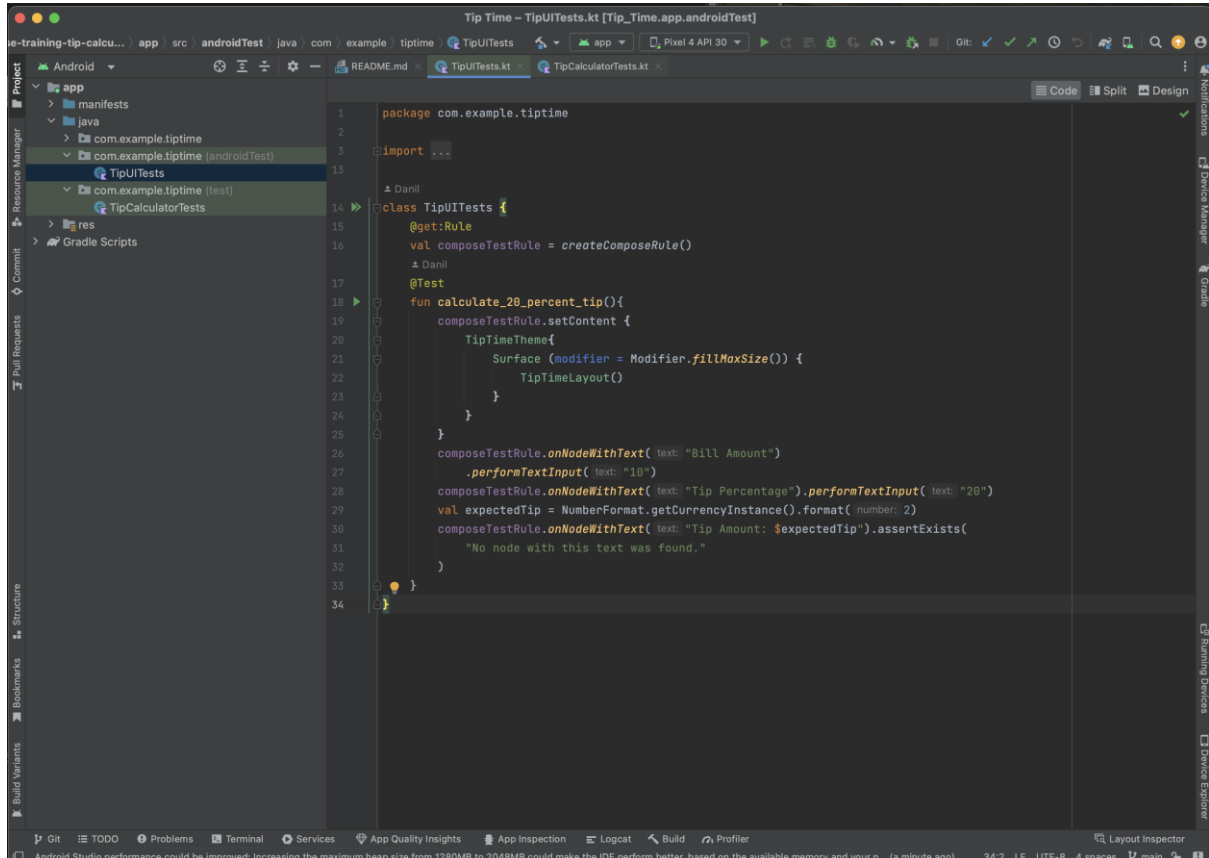 Tip Time – TipUITests.kt [Tip_Time.app.androidTest]
se-training-tip-calcu... app src androidTest java com example tiptime TipUITests app Pixel 4 API 30 Git:
Android
README.md TipUITests.kt TipCalculatorTests.kt
Code Split Design
Project
Resource Manager
Commit
Pull Requests
Structure
Bookmarks
Build Variants
app
manifests
java
com.example.tiptime
com.example.tiptime (androidTest)
TipUITests
com.example.tiptime (test)
TipCalculatorTests
res
Gradle Scripts
1 package com.example.tiptime
2
3 import ...
13
Danil
14 class TipUITests {
15 @get:Rule
16 val composeTestRule = createComposeRule()
Danil
17 @Test
18 fun calculate_20_percent_tip(){
19 composeTestRule.setContent {
20 TipTimeTheme{
21 Surface (modifier = Modifier.fillMaxSize()) {
22 TipTimeLayout()
23 }
24 }
25 }
26 composeTestRule.onNodeWithText( text: "Bill Amount")
27 .performTextInput( text: "10")
28 composeTestRule.onNodeWithText( text: "Tip Percentage").performTextInput( text: "20")
29 val expectedTip = NumberFormat.getCurrencyInstance().format( number: 2)
30 composeTestRule.onNodeWithText( text: "Tip Amount: $expectedTip").assertExists(
31 "No node with this text was found."
32 )
33 }
34 }
Notifications
Device Manager
Gradle
Running Devices
Device Explorer
Git TODO Problems Terminal Services App Quality Insights App Inspection Logcat Build Profiler Layout Inspector
Android Studio performance could be improved: Increasing the maximum heap size from 1280MB to 2048MB could make the IDE perform better, based on the available memory and your p... (a minute ago) 34:2 LF UTF-8 4 spaces main